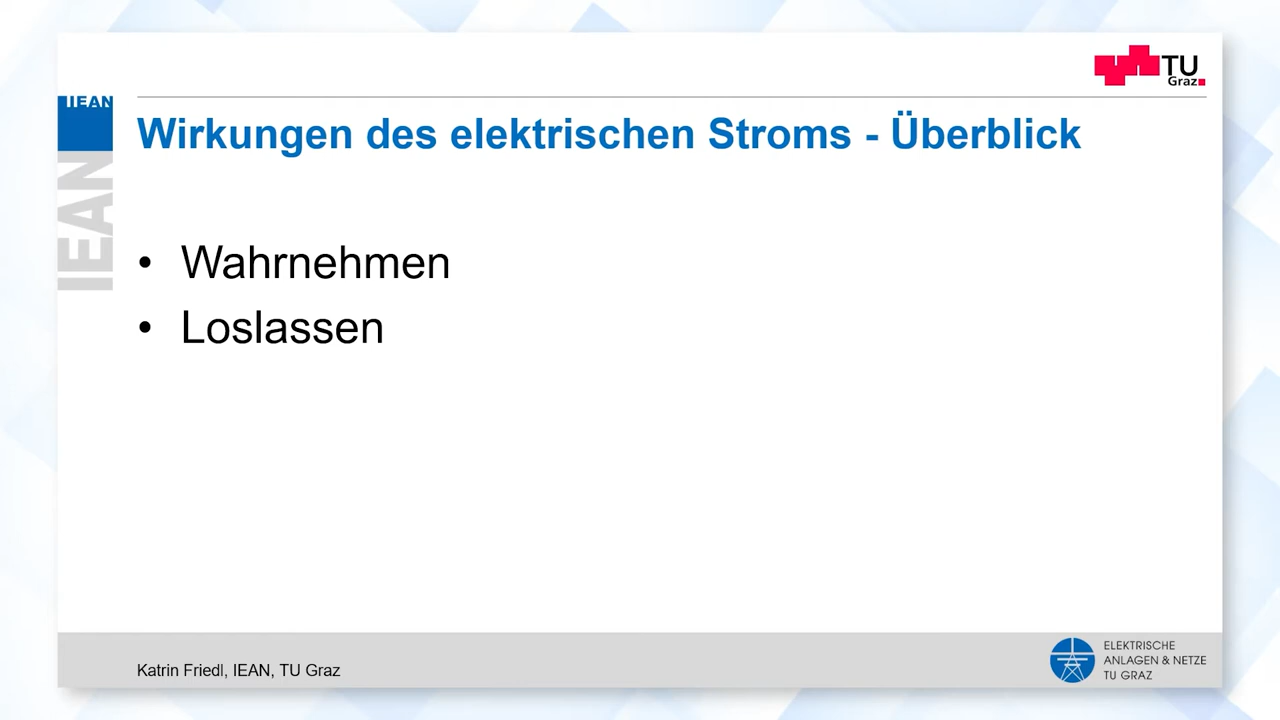 TU
Graz
IEAN
Wirkungen des elektrischen Stroms - Überblick
IEAN
• Wahrnehmen
• Loslassen
Katrin Friedl, IEAN, TU Graz
ELEKTRISCHE
ANLAGEN & NETZE
TU GRAZ